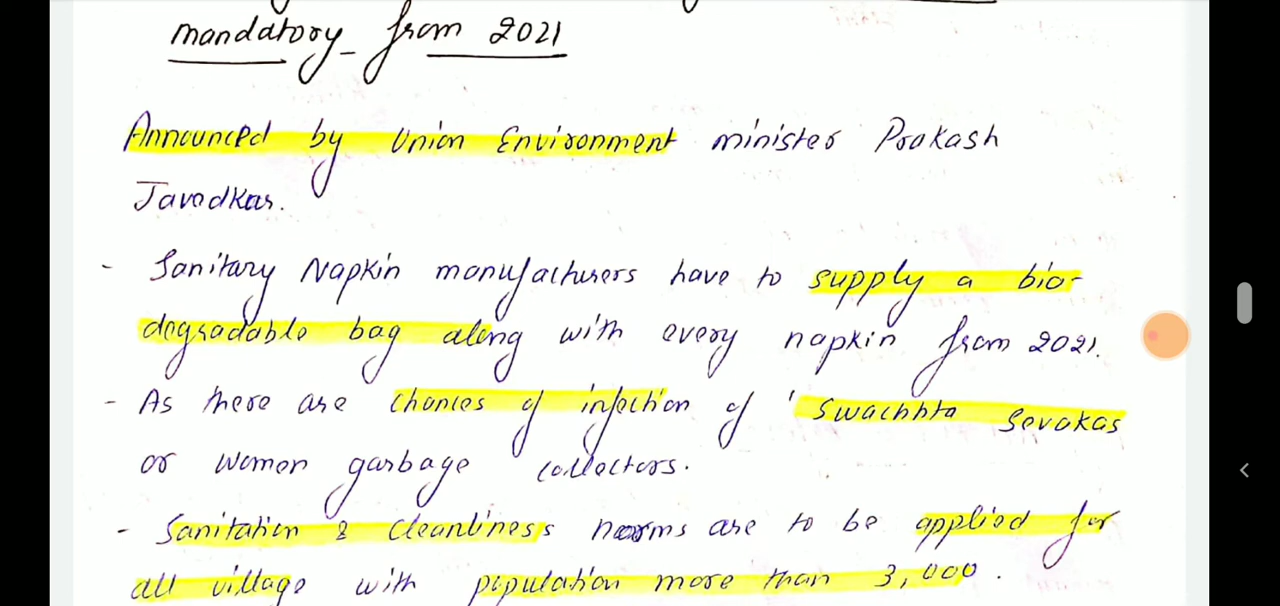 mandatory from 2021
Announced by Union Environment minister Prakash
Javadkar.
- Sanitary Napkin manufacturers have to supply a bio-
degradable bag along with every napkin from 2021.
- As there are chances of infection of 'Swachhta Sevakas
or women garbage collectors.
- Sanitation & Cleanliness norms are to be applied for
all village with population more than 3,000.